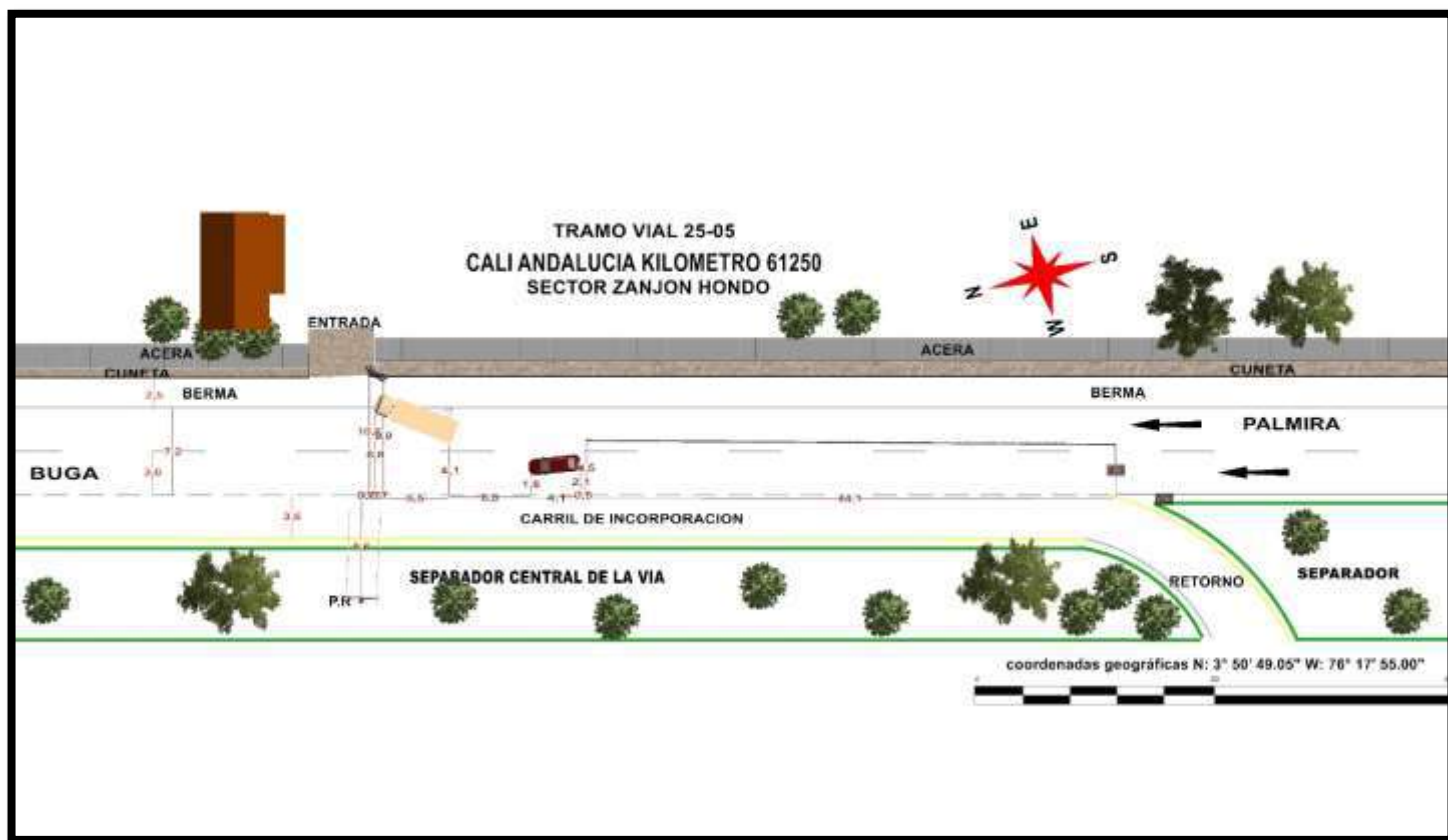 TRAMO VIAL 25-05
CALI ANDALUCIA KILOMETRO 61250
SECTOR ZANJON HONDO
E
S
N
W
ENTRADA
ACERA
ACERA
CUNETA
CUNETA
BERMA
BERMA
2,5
PALMIRA
7,2
BUGA
3,0
4,1
1,6
2,1
4,1
CARRIL DE INCORPORACION
3,6
SEPARADOR CENTRAL DE LA VIA
RETORNO
SEPARADOR
P.R
coordenadas geográficas N: 3° 50' 49.05" W: 76° 17' 55.00"